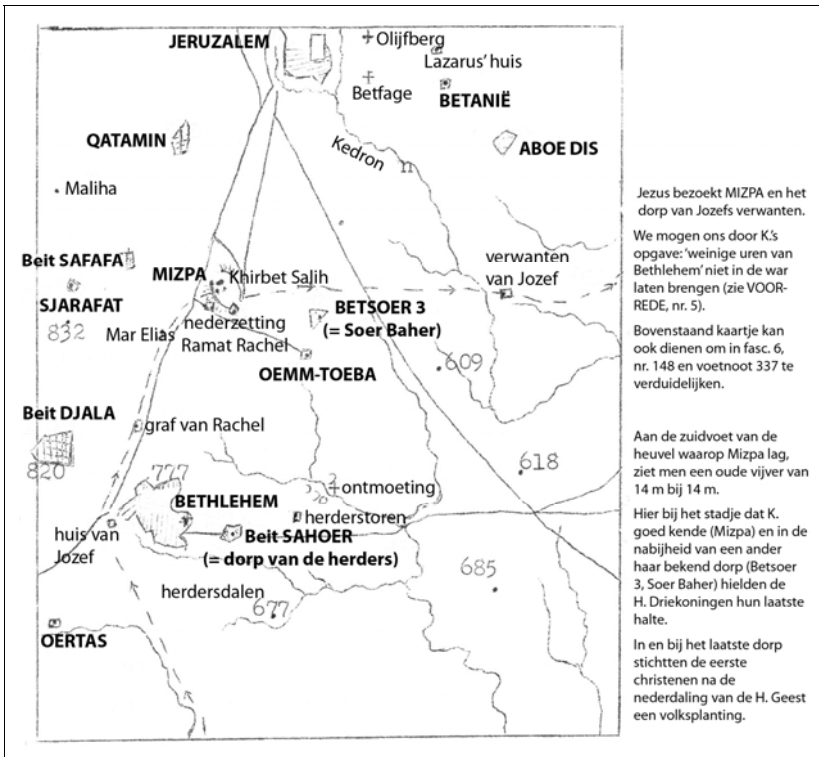 JERUZALEM
Olijfberg
Lazarus' huis
Betfage
BETANIË
QATAMIN
Kedron
ABOE DIS
n
Maliha
Beit SAFAFA
MIZPA
Khirbet Salih
verwanten
van Jozef
SJARAFAT
832
Mar Elias
nederzetting
Ramat Rachel
BETSOER 3
(= Soer Baher)
OEMM-TOEBA
609
Beit DJALA
820
graf van Rachel
777
618
BETHLEHEM
ontmoeting
herderstoren
huis van
Jozef
Beit SAHOER
(= dorp van de herders)
herdersdalen
677
685
OERTAS
Jezus bezoekt MIZPA en het
dorp van Jozefs verwanten.
We mogen ons door K.'s
opgave: ‘weinige uren van
Bethlehem’ niet in de war
laten brengen (zie VOOR-
REDE, nr. 5).
Bovenstaand kaartje kan
ook dienen om in fasc. 6,
nr. 148 en voetnoot 337 te
verduidelijken.
Aan de zuidvoet van de
heuvel waarop Mizpa lag,
ziet men een oude vijver van
14 m bij 14 m.
Hier bij het stadje dat K.
goed kende (Mizpa) en in de
nabijheid van een ander
haar bekend dorp (Betsoer
3, Soer Baher) hielden de
H. Driekoningen hun laatste
halte.
In en bij het laatste dorp
stichtten de eerste
christenen na de
nederdaling van de H. Geest
een volksplanting.